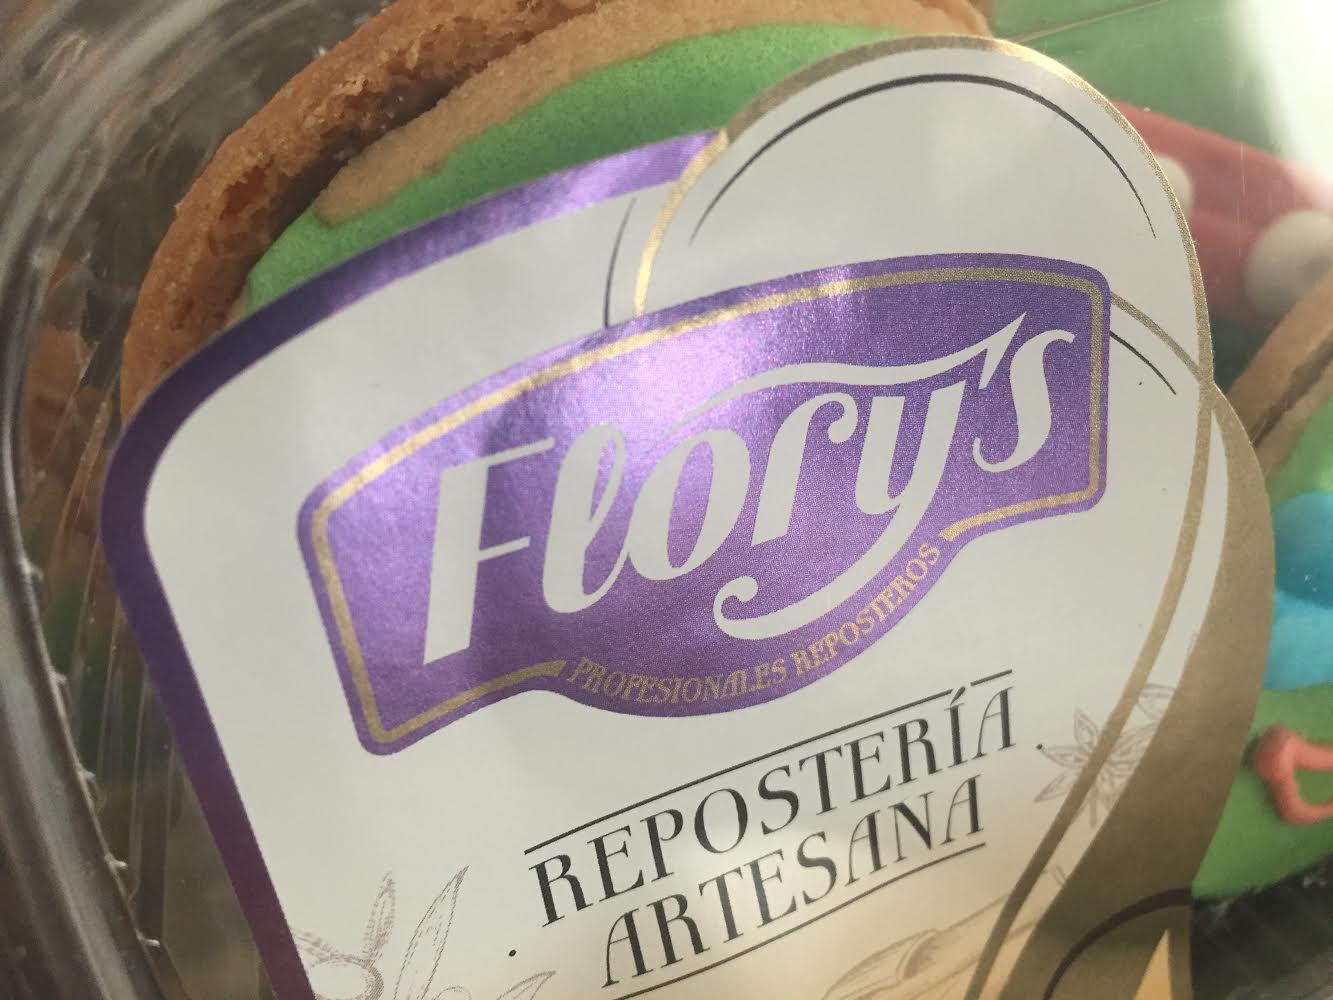 Flory's
PROFESIONALES REPOSTEROS
REPOSTERÍA
ARTESANA